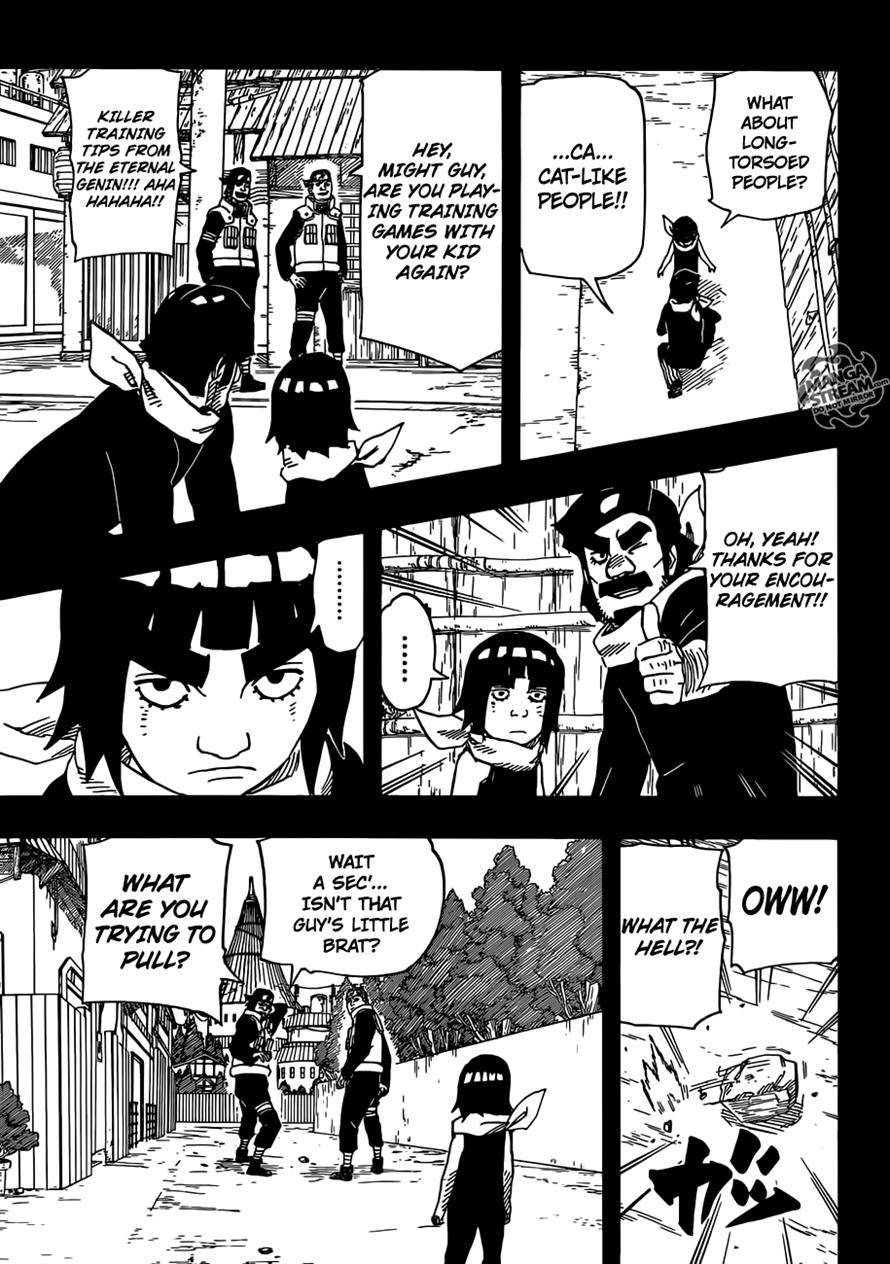 WHAT
ABOUT
LONG-
TORSOED
PEOPLE?
...CA...
CAT-LIKE
PEOPLE!!
HEY,
MIGHT GUY,
ARE YOU PLAY-
ING TRAINING
GAMES WITH
YOUR KID
AGAIN?
KILLER
TRAINING
TIPS FROM
THE ETERNAL
GENIN!!! AHA
HAHAHA!!
MANGA
STREAM.com
DO NOT MIRROR
OH, YEAH!
THANKS FOR
YOUR ENCOU-
RAGEMENT!!
.......
........
OWW!
WHAT THE
HELL?!
ガッ
WAIT
A SEC'...
ISN'T THAT
GUY'S LITTLE
BRAT?
WHAT
ARE YOU
TRYING TO
PULL?